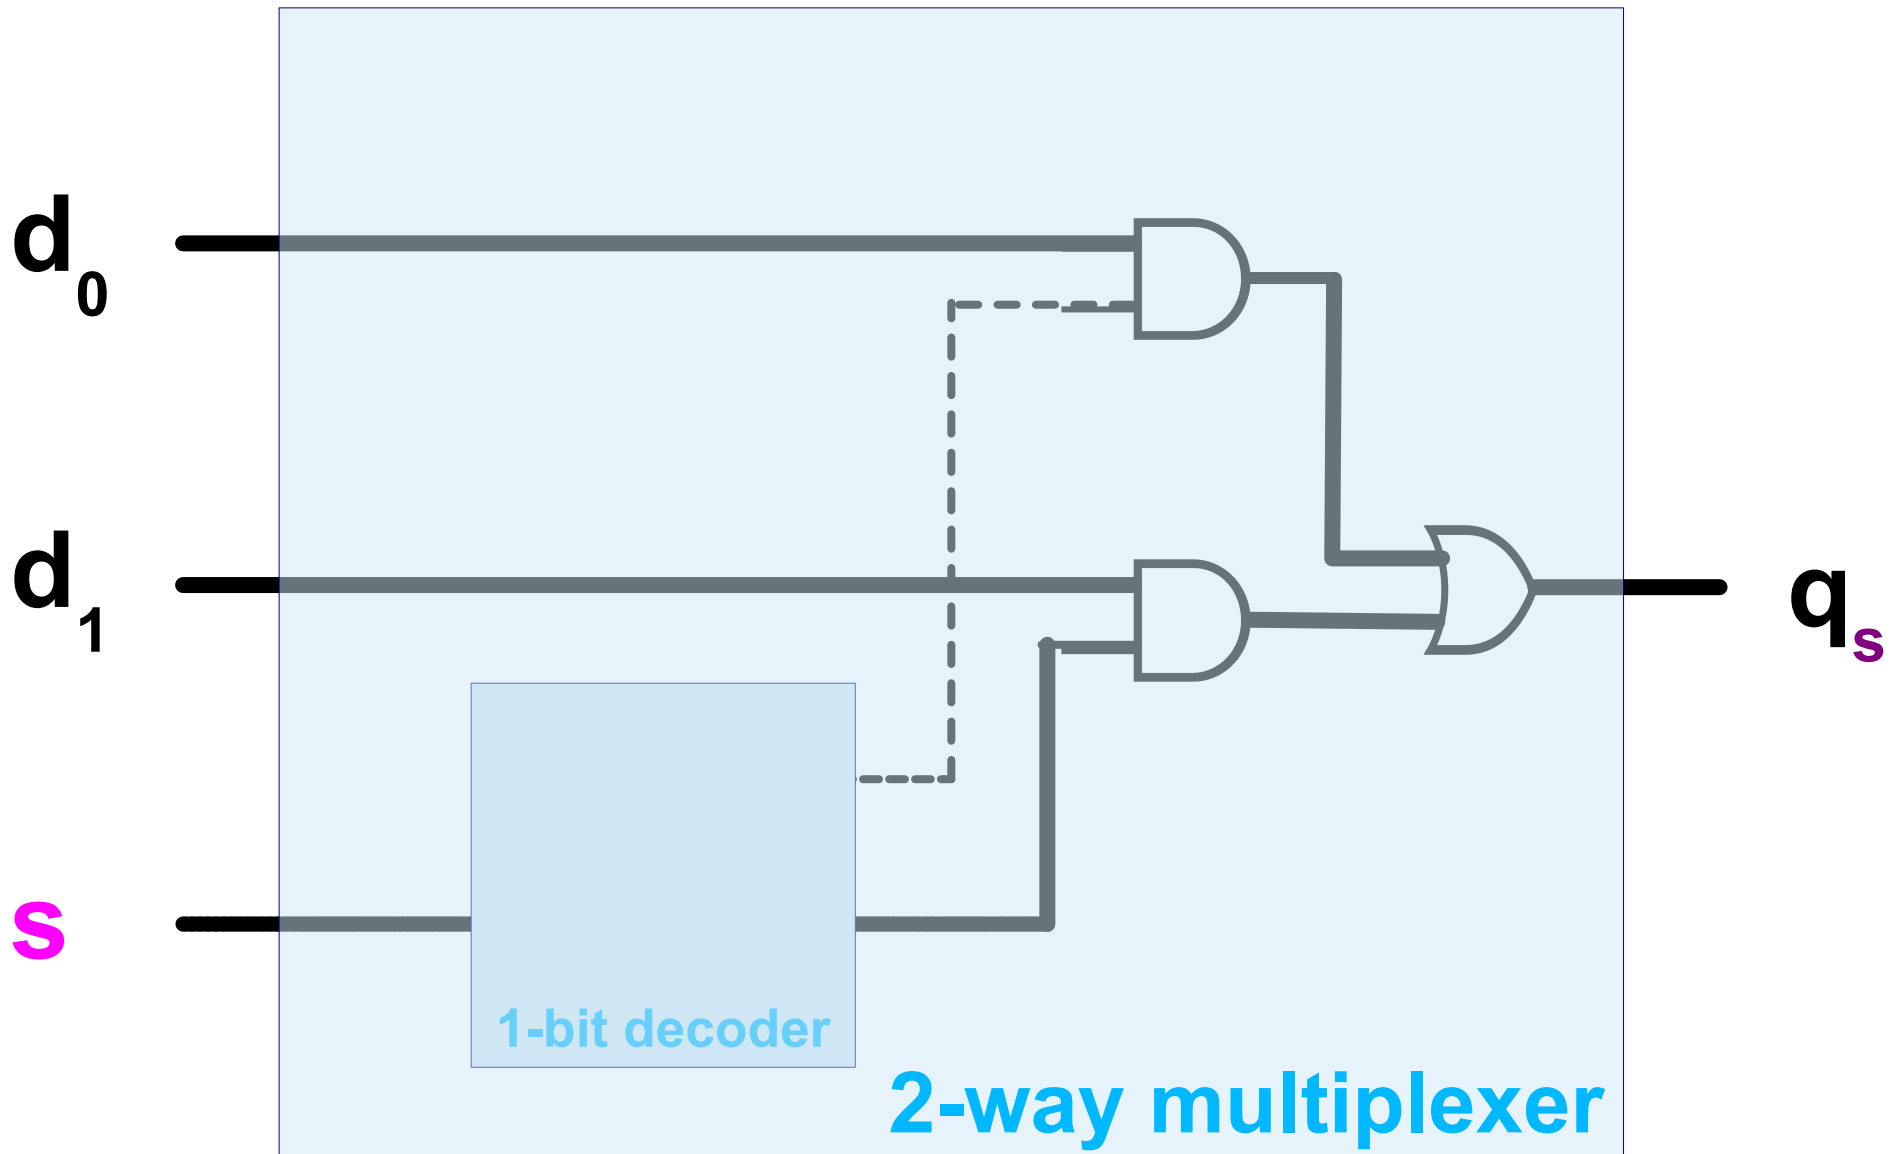 d0
d1
qs
s
1-bit decoder
2-way multiplexer